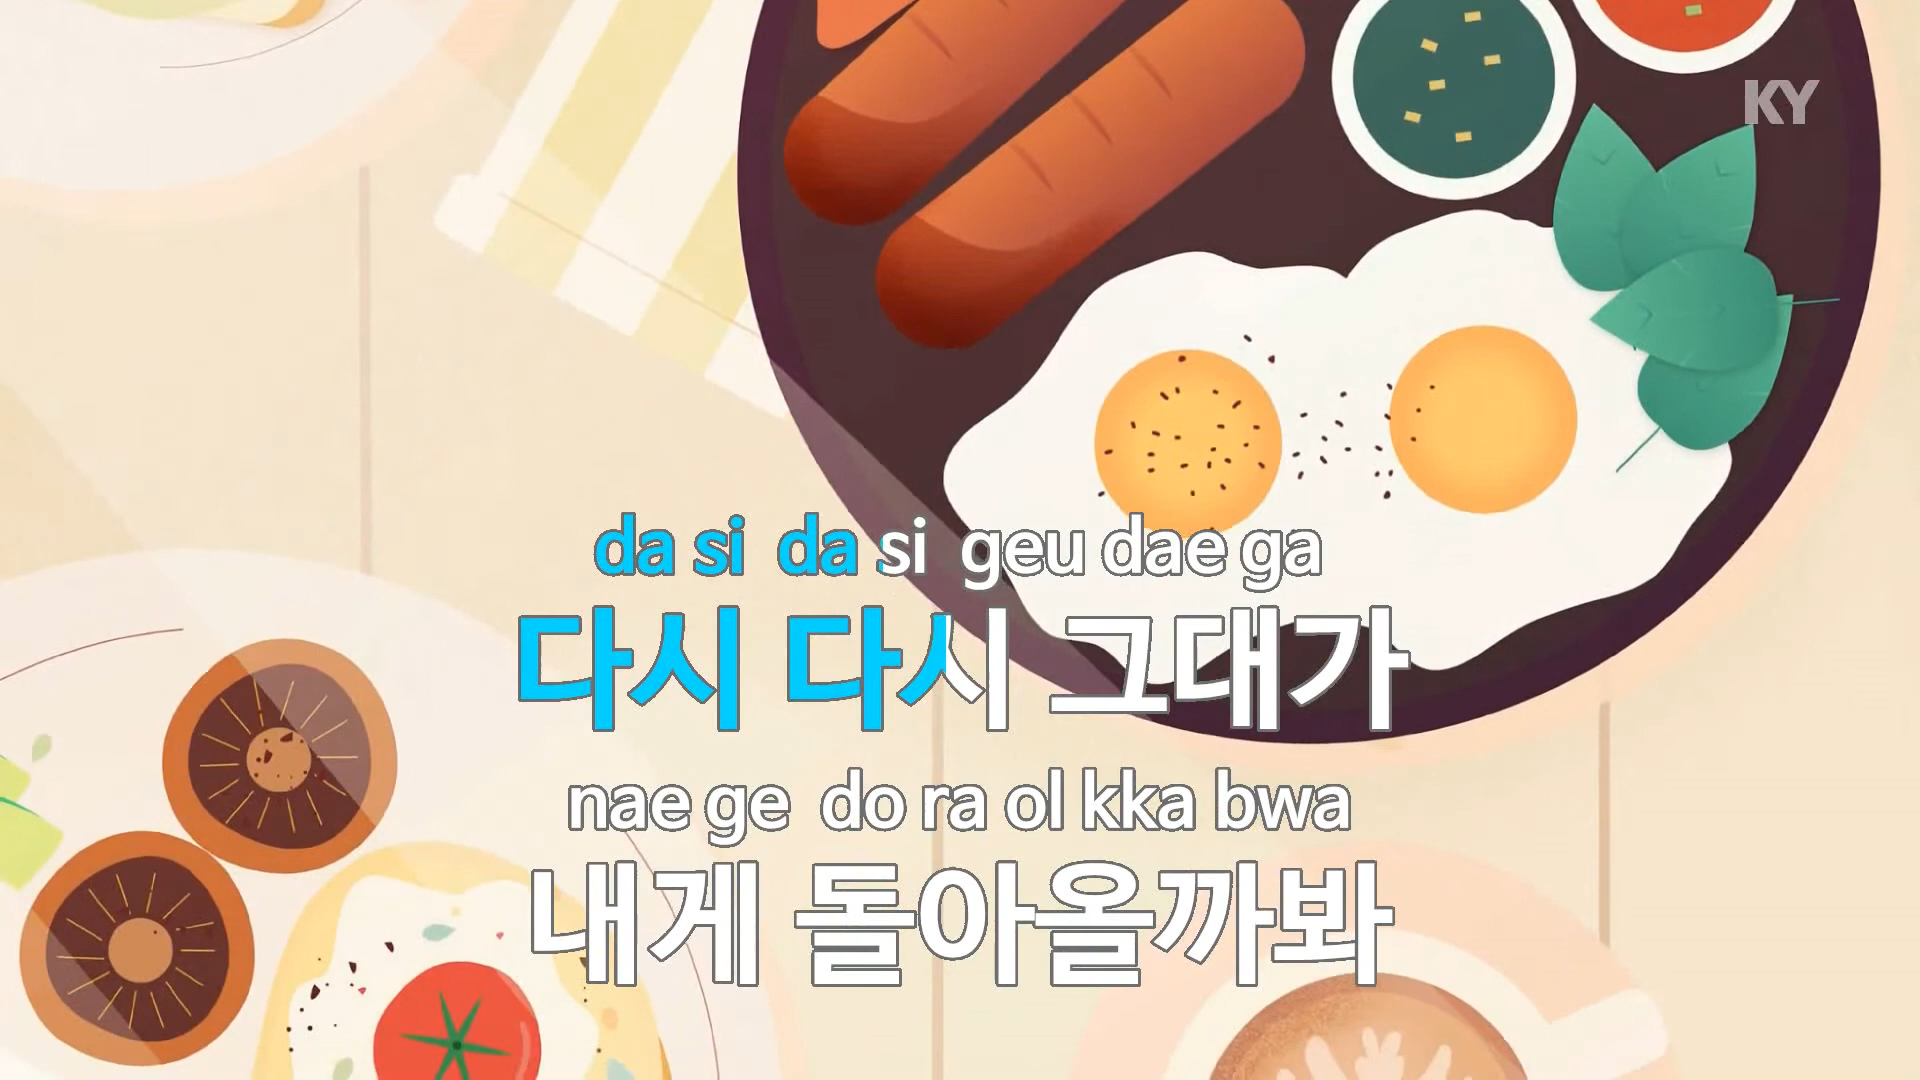 KY
da si da si geu dae ga
다시 다시 그대가
nae ge do ra ol kka bwa
내게 돌아올까봐